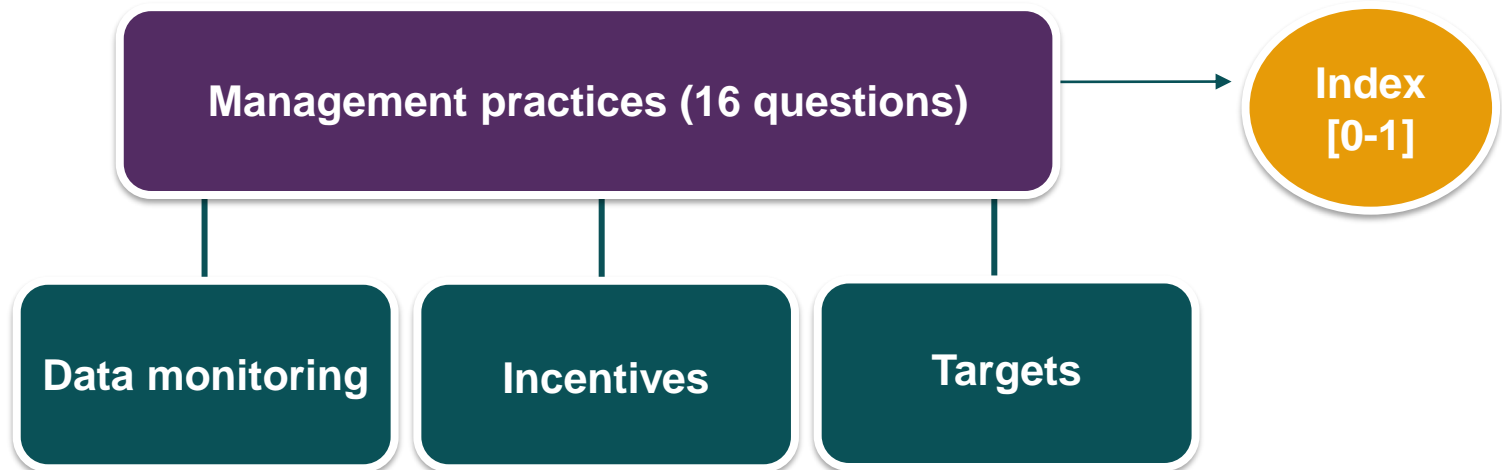 Management practices (16 questions)
Index
[0-1]
Data monitoring
Incentives
Targets